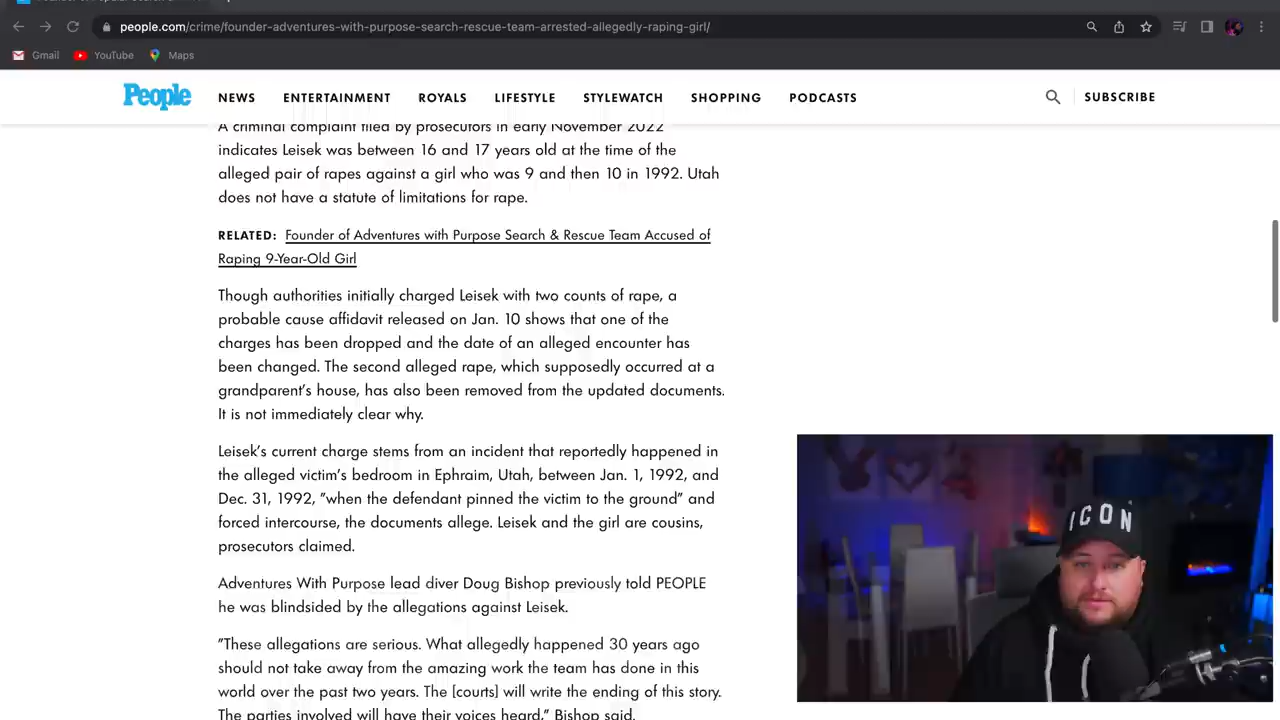 people.com/crime/founder-adventures-with-purpose-search-rescue-team-arrested-allegedly-raping-girl/
Gmail YouTube Maps
People NEWS ENTERTAINMENT ROYALS LIFESTYLE STYLEWATCH SHOPPING PODCASTS SUBSCRIBE
A criminal complaint filed by prosecutors in early November 2022
indicates Leisek was between 16 and 17 years old at the time of the
alleged pair of rapes against a girl who was 9 and then 10 in 1992. Utah
does not have a statute of limitations for rape.
RELATED: Founder of Adventures with Purpose Search & Rescue Team Accused of
Raping 9-Year-Old Girl
Though authorities initially charged Leisek with two counts of rape, a
probable cause affidavit released on Jan. 10 shows that one of the
charges has been dropped and the date of an alleged encounter has
been changed. The second alleged rape, which supposedly occurred at a
grandparent's house, has also been removed from the updated documents.
It is not immediately clear why.
Leisek's current charge stems from an incident that reportedly happened in
the alleged victim's bedroom in Ephraim, Utah, between Jan. 1, 1992, and
Dec. 31, 1992, "when the defendant pinned the victim to the ground" and
forced intercourse, the documents allege. Leisek and the girl are cousins,
prosecutors claimed.
Adventures With Purpose lead diver Doug Bishop previously told PEOPLE
he was blindsided by the allegations against Leisek.
"These allegations are serious. What allegedly happened 30 years ago
should not take away from the amazing work the team has done in this
world over the past two years. The [courts] will write the ending of this story.
The parties involved will have their voices heard," Bishop said.
ICON